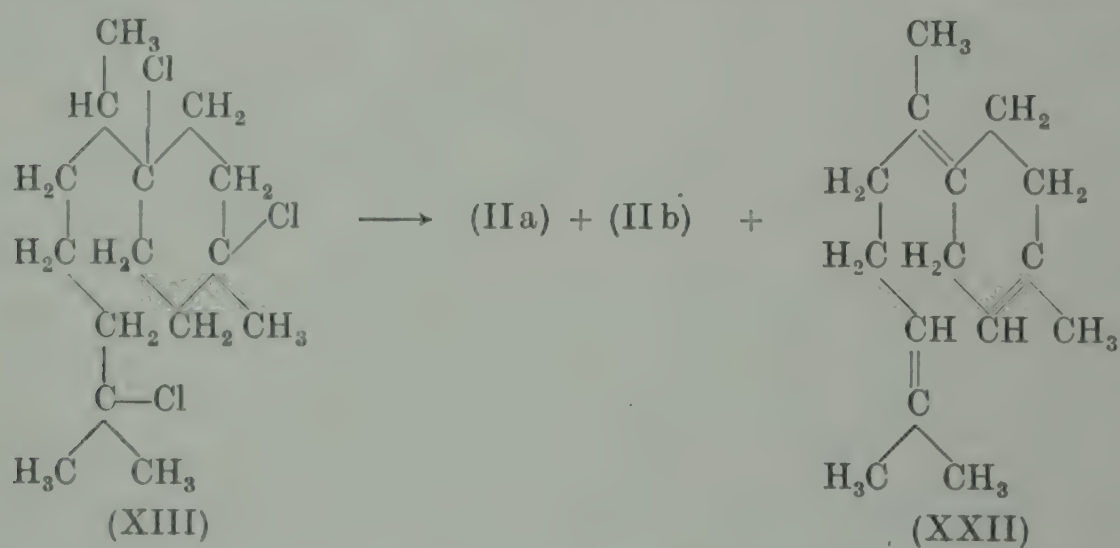 CH₃
Cl
HC CH₂
H₂C C CH₂
Cl
⟶ (IIa) + (IIb) +
H₂C H₂C C
CH₂ CH₂ CH₃
C—Cl
H₃C CH₃
(XIII)
CH₃
C CH₂
H₂C C CH₂
H₂C H₂C C
CH CH CH₃
C
H₃C CH₃
(XXII)